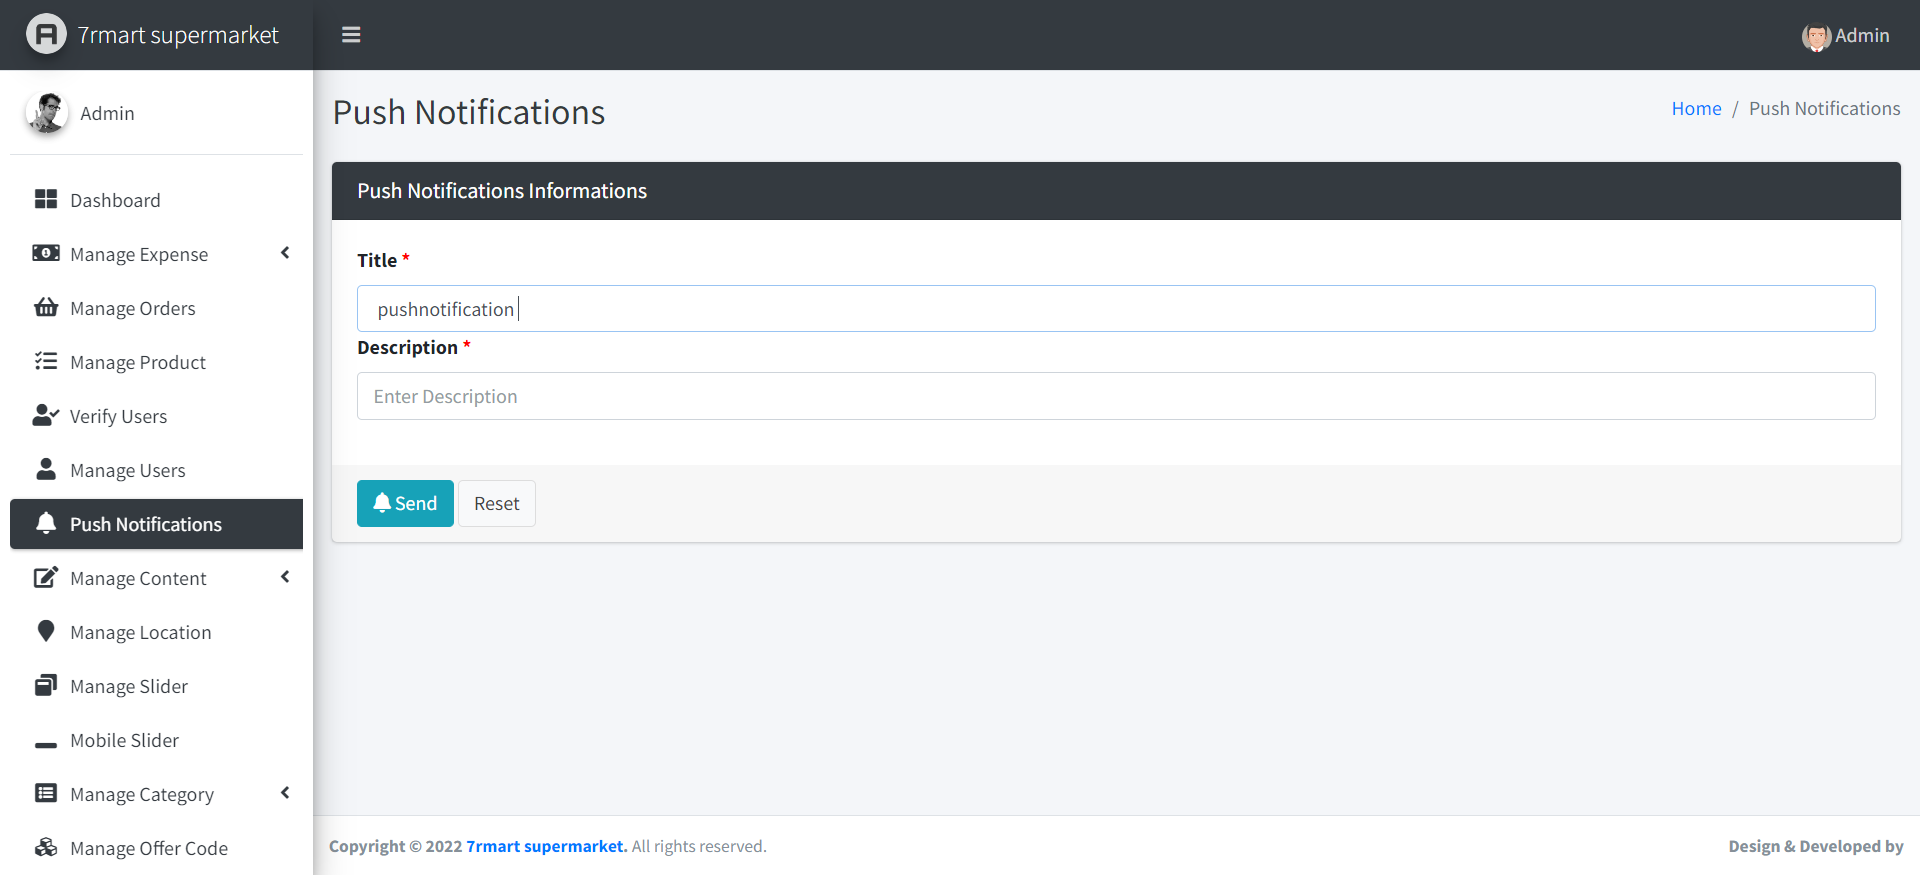 7rmart supermarket
Admin
Admin
Push Notifications
Home / Push Notifications
Dashboard
Manage Expense
Manage Orders
Manage Product
Verify Users
Manage Users
Push Notifications
Manage Content
Manage Location
Manage Slider
Mobile Slider
Manage Category
Manage Offer Code
Push Notifications Informations
Title *
pushnotification
Description *
Enter Description
Send
Reset
Copyright © 2022 7rmart supermarket. All rights reserved.
Design & Developed by